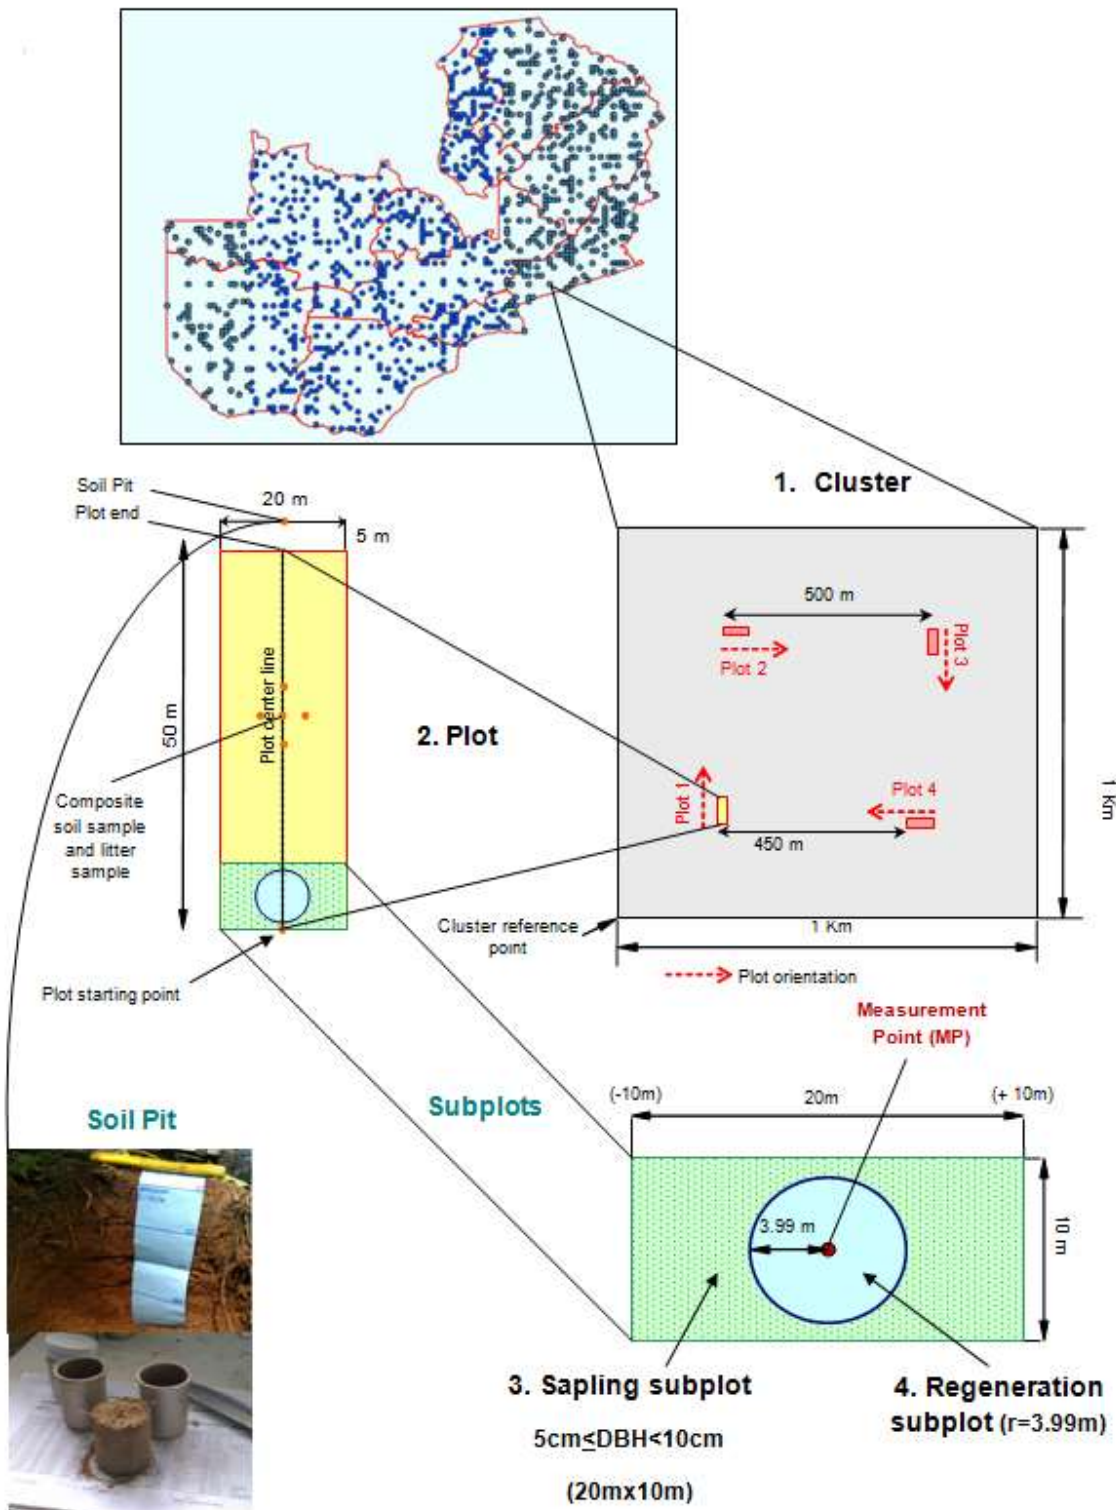 1. Cluster
Soil Pit
20 m
Plot end
5 m
500 m
Plot 2
Plot 3
50 m
Plot center line
2. Plot
Plot 1
Plot 4
450 m
1 Km
Composite
soil sample
and litter
sample
Cluster reference
point
1 Km
Plot starting point
Plot orientation
Measurement
Point (MP)
Soil Pit
Subplots
(-10m)
20m
(+ 10m)
3.99 m
10 m
3. Sapling subplot
5cm≤DBH<10cm
(20mx10m)
4. Regeneration
subplot (r=3.99m)